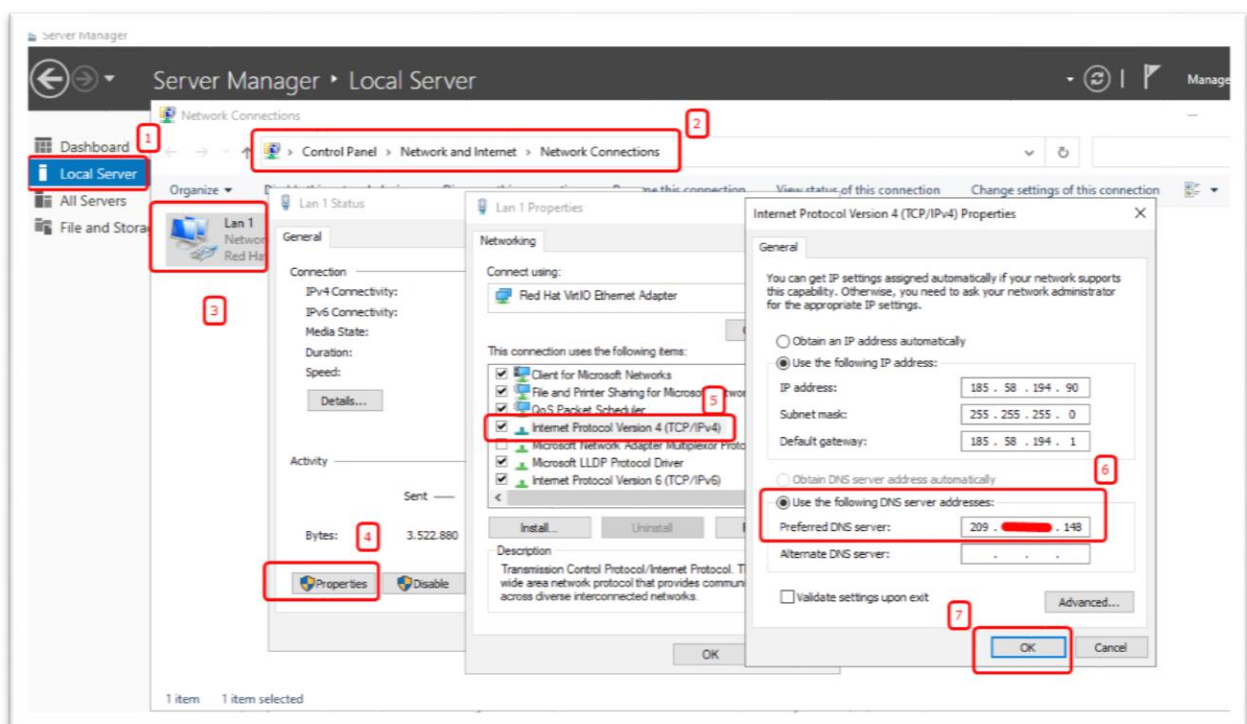 Server Manager
Server Manager • Local Server
Manage
Network Connections
1
2
Dashboard
Local Server
All Servers
File and Stora
Control Panel > Network and Internet > Network Connections
Organize
me this connection
View status of this connection
Change settings of this connection
Lan 1
Networ
Red Ha
3
Lan 1 Status
General
Connection
IPv4 Connectivity:
IPv6 Connectivity:
Media State:
Duration:
Speed:
Details...
Activity
Sent
Bytes:
4
3.522.880
Properties
Disable
Lan 1 Properties
Networking
Connect using:
Red Hat VirtIO Ethernet Adapter
This connection uses the following items:
Client for Microsoft Networks
File and Printer Sharing for Microsoft Networ
5
QoS Packet Scheduler
Internet Protocol Version 4 (TCP/IPv4)
Microsoft Network Adapter Multiplexor Proto
Microsoft LLDP Protocol Driver
Internet Protocol Version 6 (TCP/IPv6)
Install...
Uninstall
Description
Transmission Control Protocol/Internet Protocol. T
wide area network protocol that provides commun
across diverse interconnected networks.
OK
Internet Protocol Version 4 (TCP/IPv4) Properties
General
You can get IP settings assigned automatically if your network supports
this capability. Otherwise, you need to ask your network administrator
for the appropriate IP settings.
Obtain an IP address automatically
Use the following IP address:
IP address:
185 . 58 . 194 . 90
Subnet mask:
255 . 255 . 255 . 0
Default gateway:
185 . 58 . 194 . 1
6
Obtain DNS server address automatically
Use the following DNS server addresses:
Preferred DNS server:
209 . . 148
Alternate DNS server:
. . .
Validate settings upon exit
Advanced...
7
OK
Cancel
1 item 1 item selected